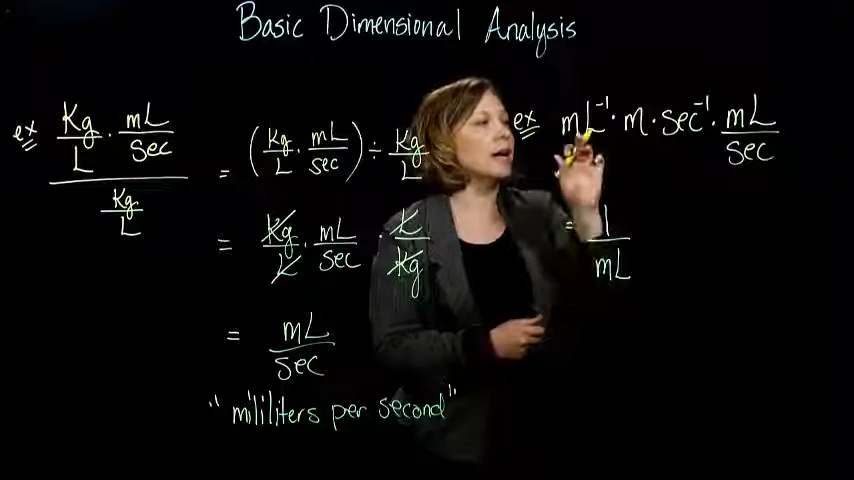 Basic Dimensional Analysis
ex Kg/L · mL/sec
Kg/L
= (Kg/L · mL/sec) ÷ Kg/L
= Kg/L · mL/sec · L/Kg
= mL/sec
"mililiters per second"
ex mL⁻¹ · m · sec⁻¹ · mL/sec
= 1/mL